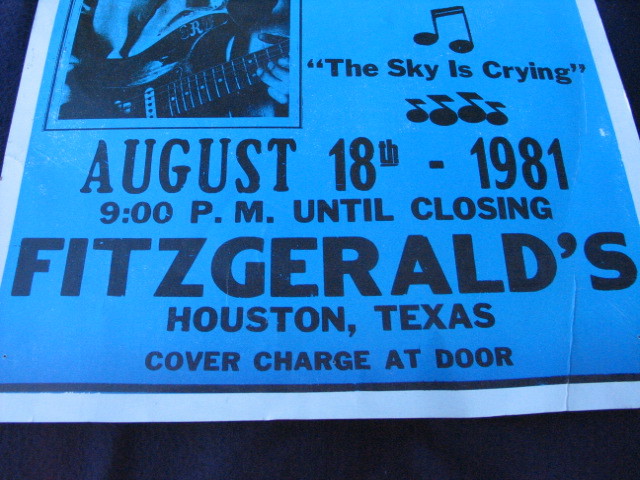 "The Sky Is Crying"
AUGUST 18th - 1981
9:00 P. M. UNTIL CLOSING
FITZGERALD'S
HOUSTON, TEXAS
COVER CHARGE AT DOOR